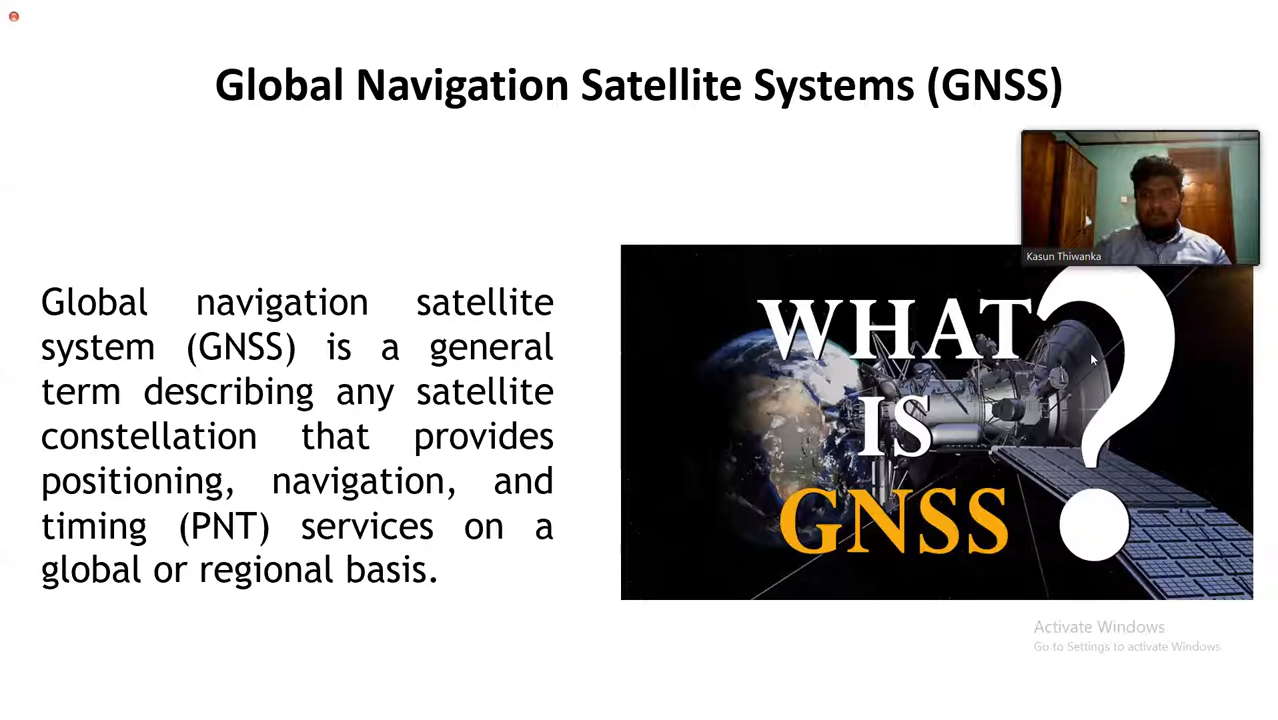 Global Navigation Satellite Systems (GNSS)
Kasun Thiwanka
Global navigation satellite
system (GNSS) is a general
term describing any satellite
constellation that provides
positioning, navigation, and
timing (PNT) services on a
global or regional basis.
WHAT
IS
GNSS
?
Activate Windows
Go to Settings to activate Windows.